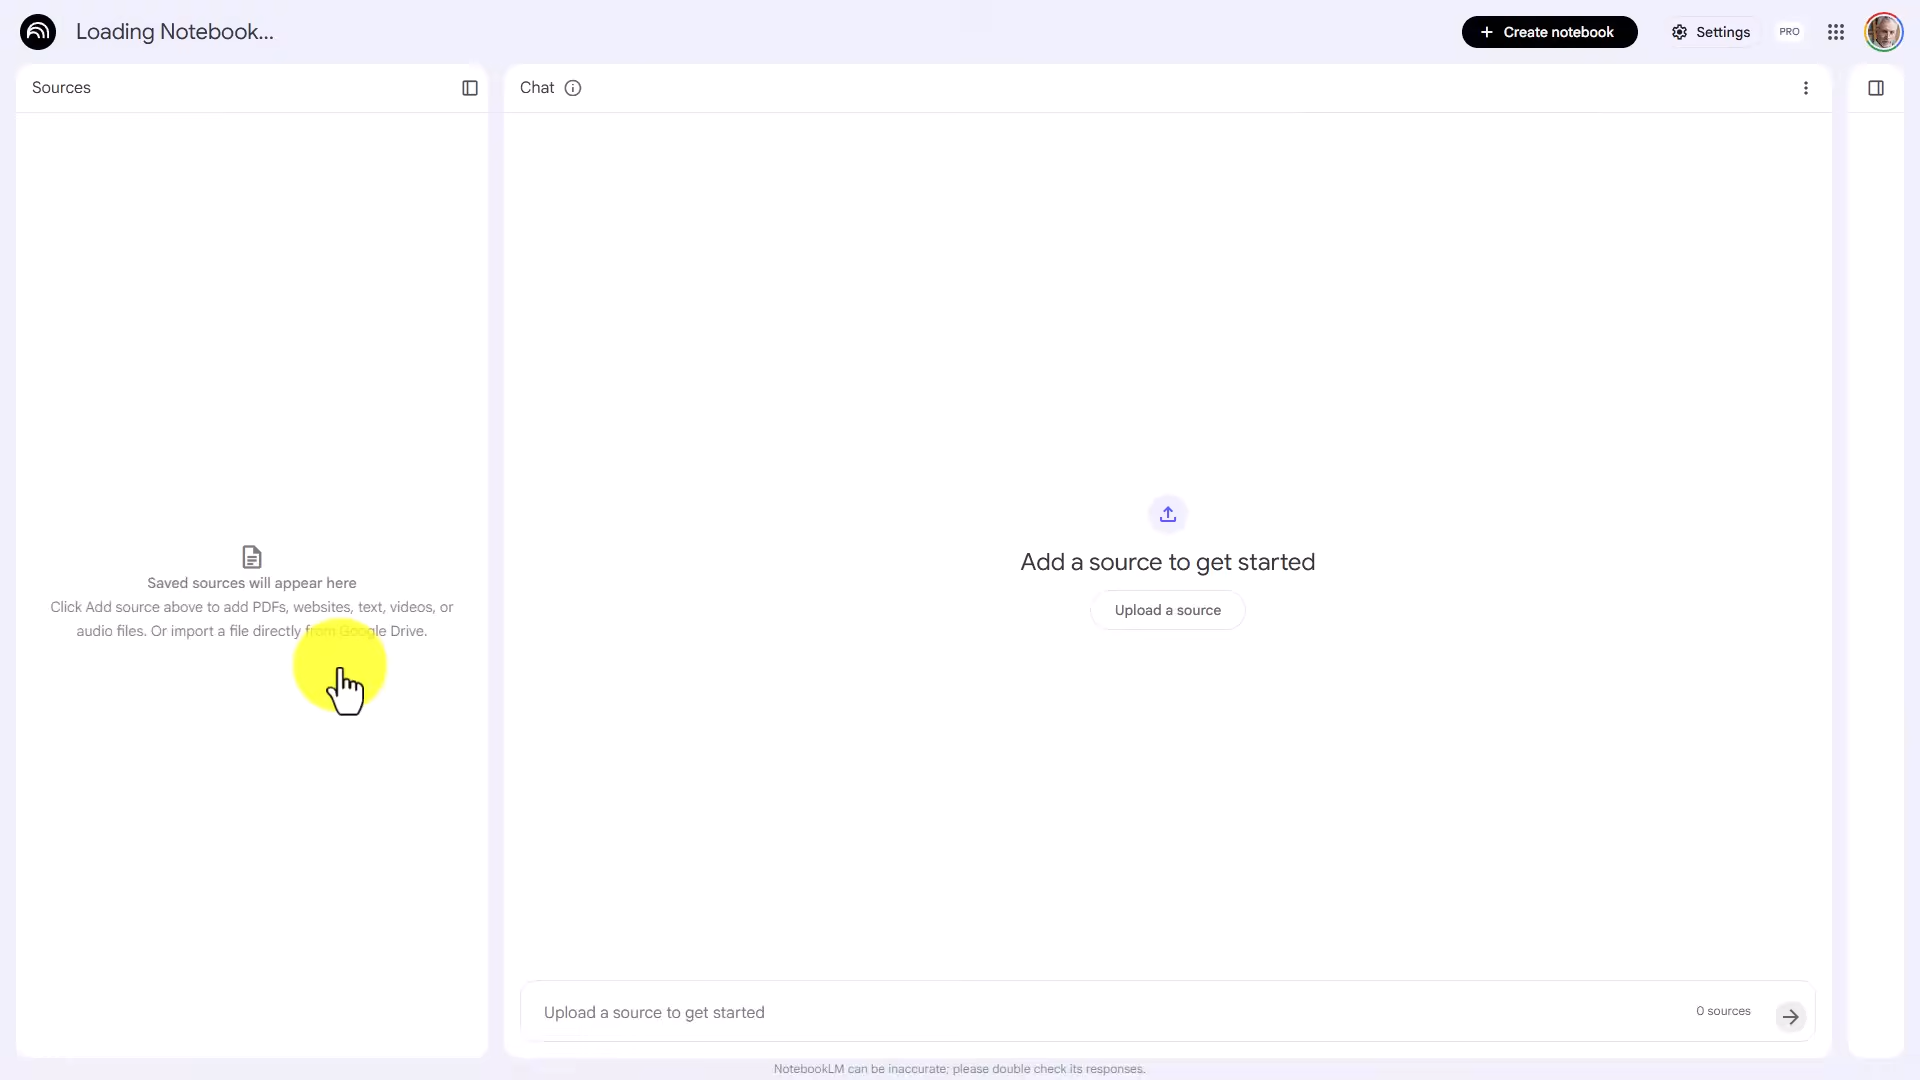 Loading Notebook...
Create notebook
Settings
PRO
Sources
Chat
Saved sources will appear here
Click Add source above to add PDFs, websites, text, videos, or
audio files. Or import a file directly from Google Drive.
Add a source to get started
Upload a source
Upload a source to get started
0 sources
NotebookLM can be inaccurate; please double check its responses.